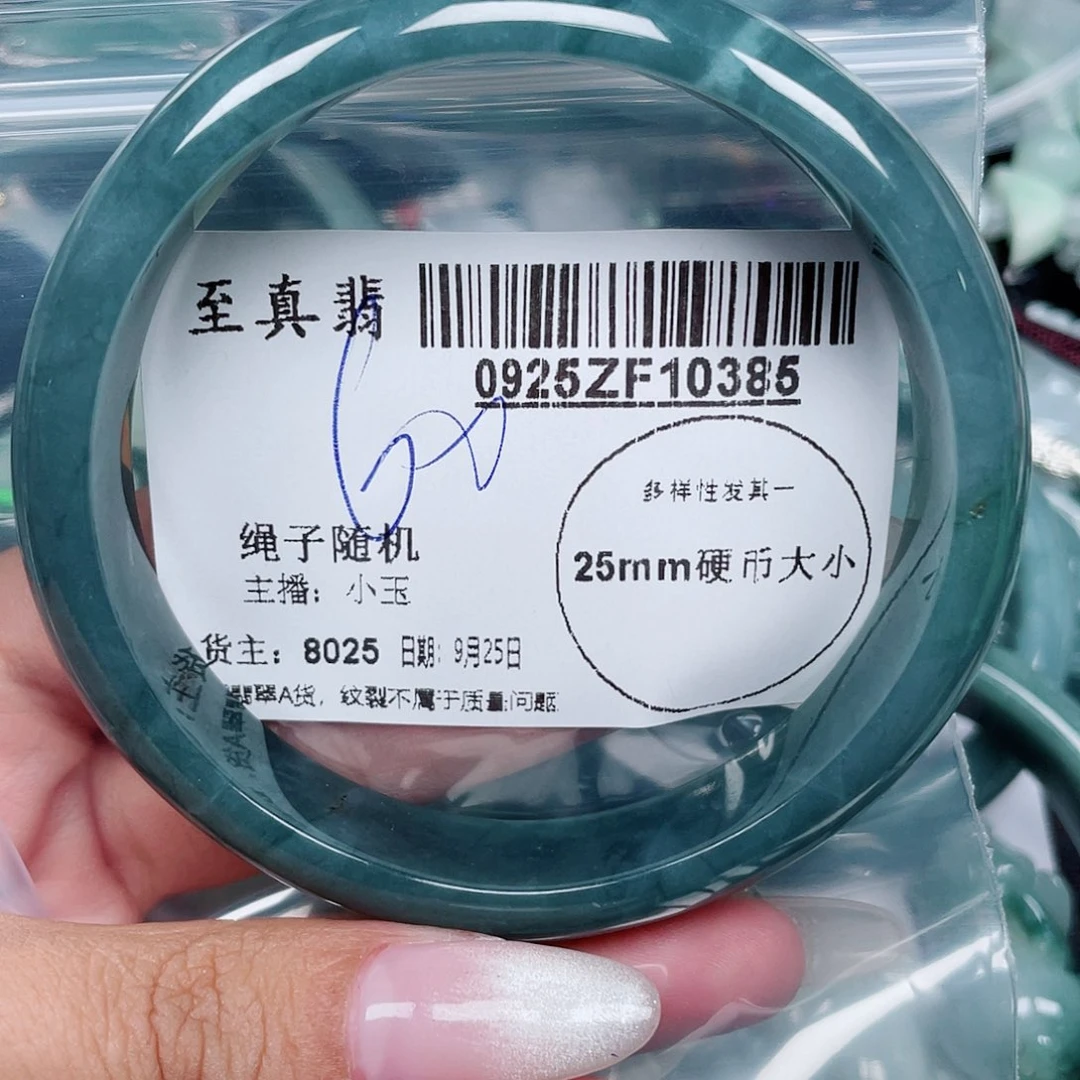 至真翡
0925ZF10385
60
多样性发其一
25mm硬币大小
绳子随机
主播：小玉
货主：8025 日期：9月25日
翡翠A货，纹裂不属于质量问题